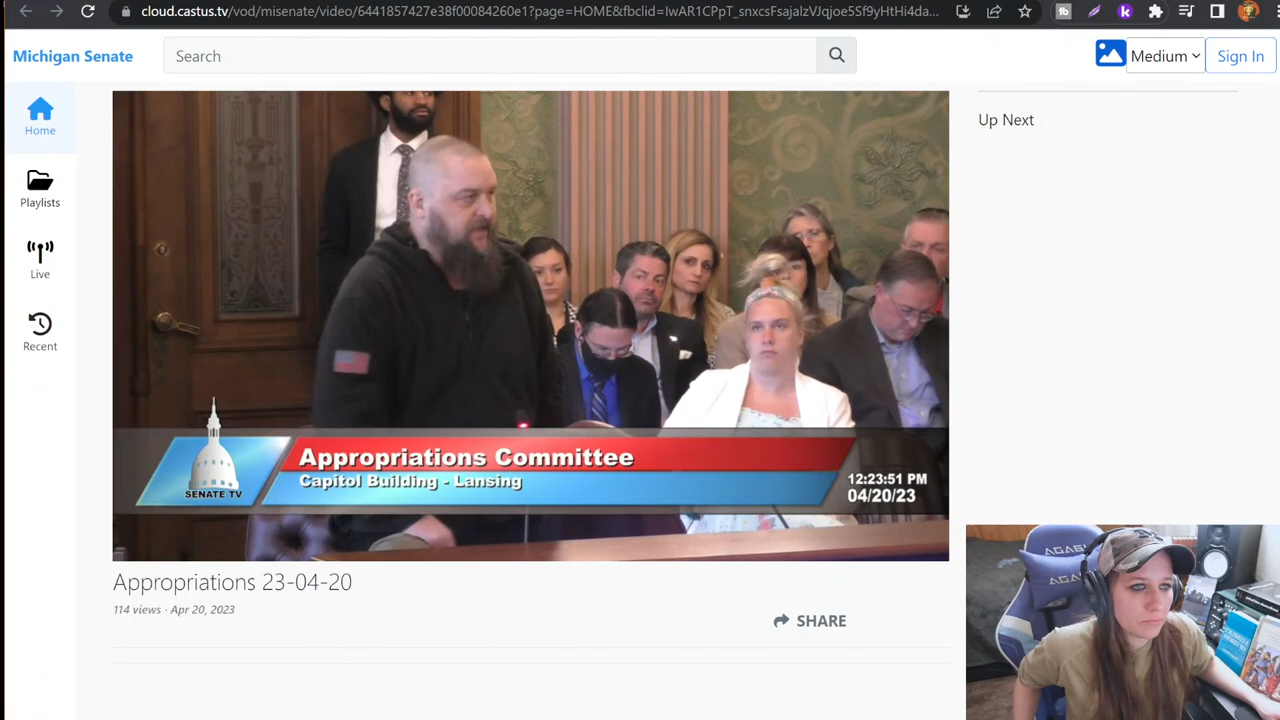 cloud.castus.tv/vod/misenate/video/6441857427e38f00084260e1?page=HOME&fbclid=IwAR1CPpT_snxcsFsajaIzVJqjoe5Sf9yHtHi4da...
Michigan Senate
Search
Medium
Sign In
Home
Playlists
Live
Recent
Up Next
Appropriations Committee
Capitol Building - Lansing
SENATE TV
12:23:51 PM
04/20/23
Appropriations 23-04-20
114 views · Apr 20, 2023
SHARE